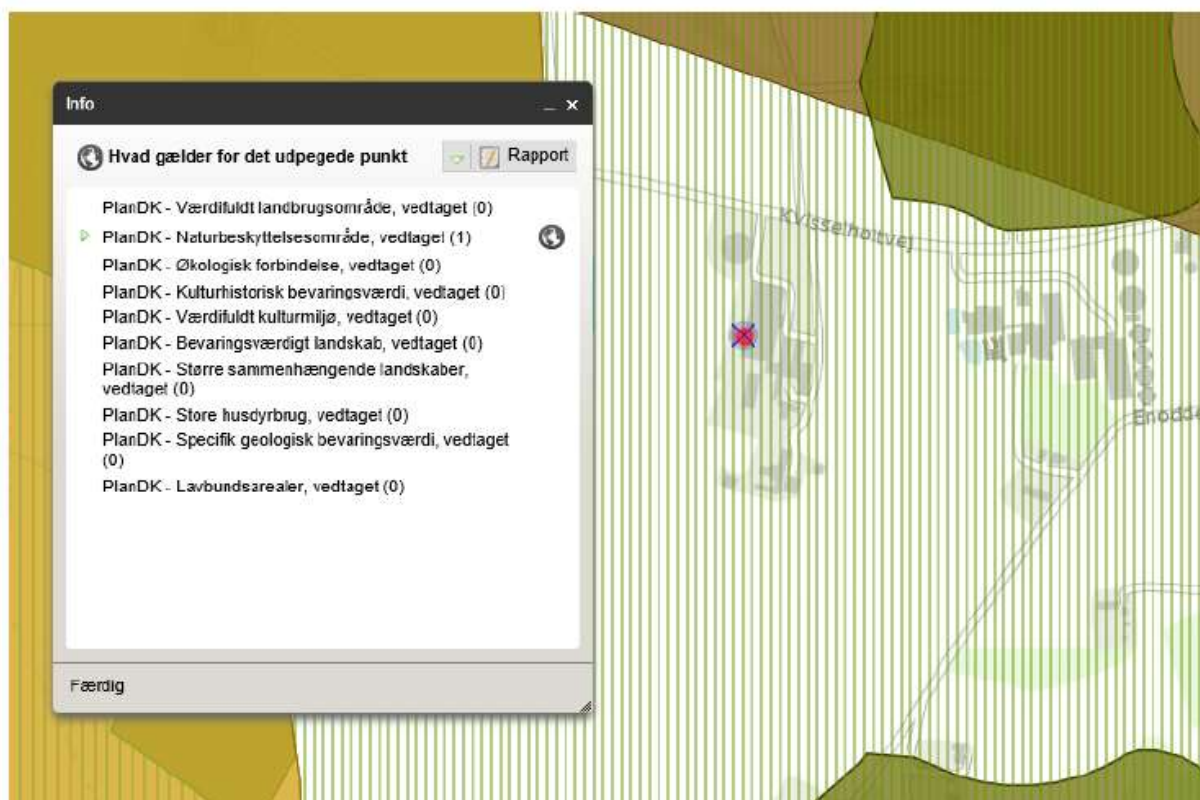 Info
Hvad gælder for det udpegede punkt
Rapport
PlanDK - Værdifuldt landbrugsområde, vedtaget (0)
PlanDK - Naturbeskyttelsesområde, vedtaget (1)
PlanDK - Økologisk forbindelse, vedtaget (0)
PlanDK - Kulturhistorisk bevaringsværdi, vedtaget (0)
PlanDK - Værdifuldt kulturmiljø, vedtaget (0)
PlanDK - Bevaringsværdigt landskab, vedtaget (0)
PlanDK - Større sammenhængende landskaber,
vedtaget (0)
PlanDK - Store husdyrbrug, vedtaget (0)
PlanDK - Specifik geologisk bevaringsværdi, vedtaget
(0)
PlanDK - Lavbundsarealer, vedtaget (0)
Færdig
Kvisselholtvej
Enodde